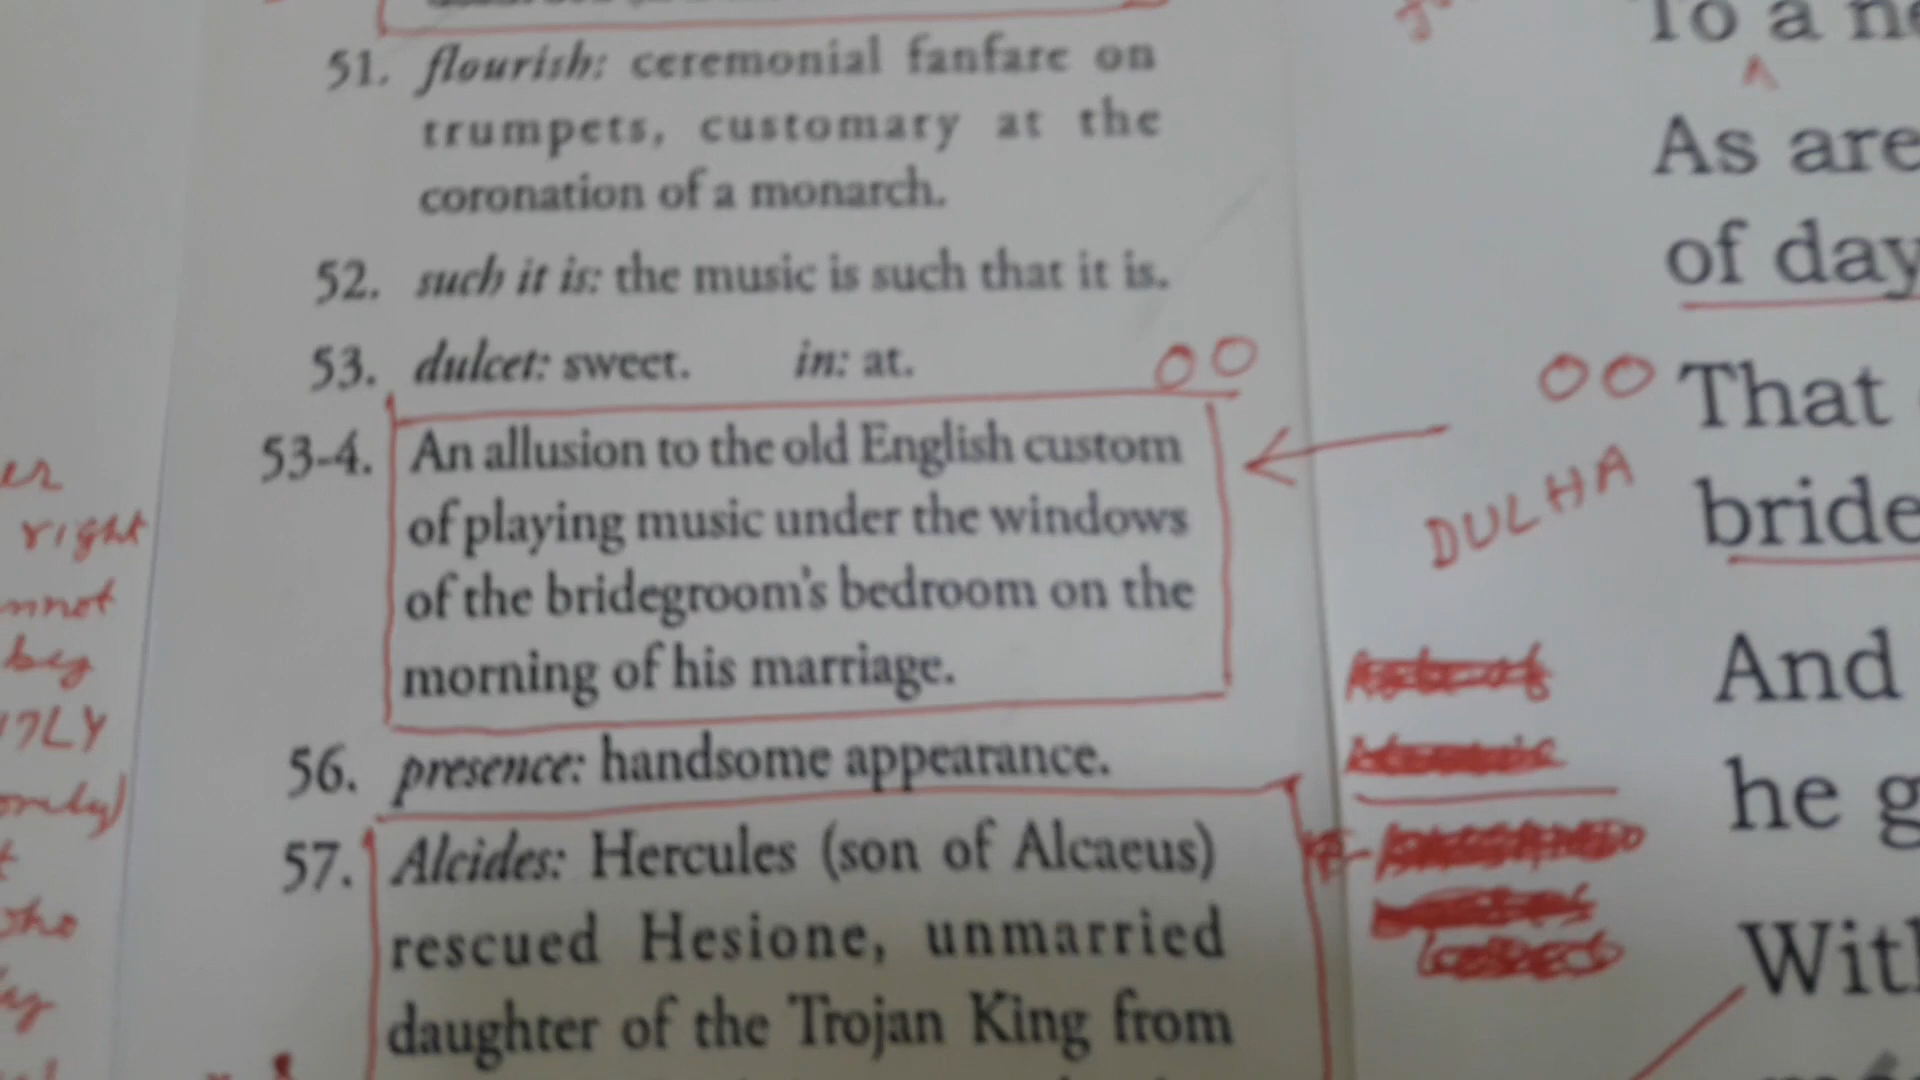 51. flourish: ceremonial fanfare on
trumpets, customary at the
coronation of a monarch.
52. such it is: the music is such that it is.
53. dulcet: sweet. in: at.
53-4. An allusion to the old English custom
of playing music under the windows
of the bridegroom's bedroom on the
morning of his marriage.
56. presence: handsome appearance.
57. Alcides: Hercules (son of Alcaeus)
rescued Hesione, unmarried
daughter of the Trojan King from
right
DULHA
To a
As are
of day
That
bride
And
he g